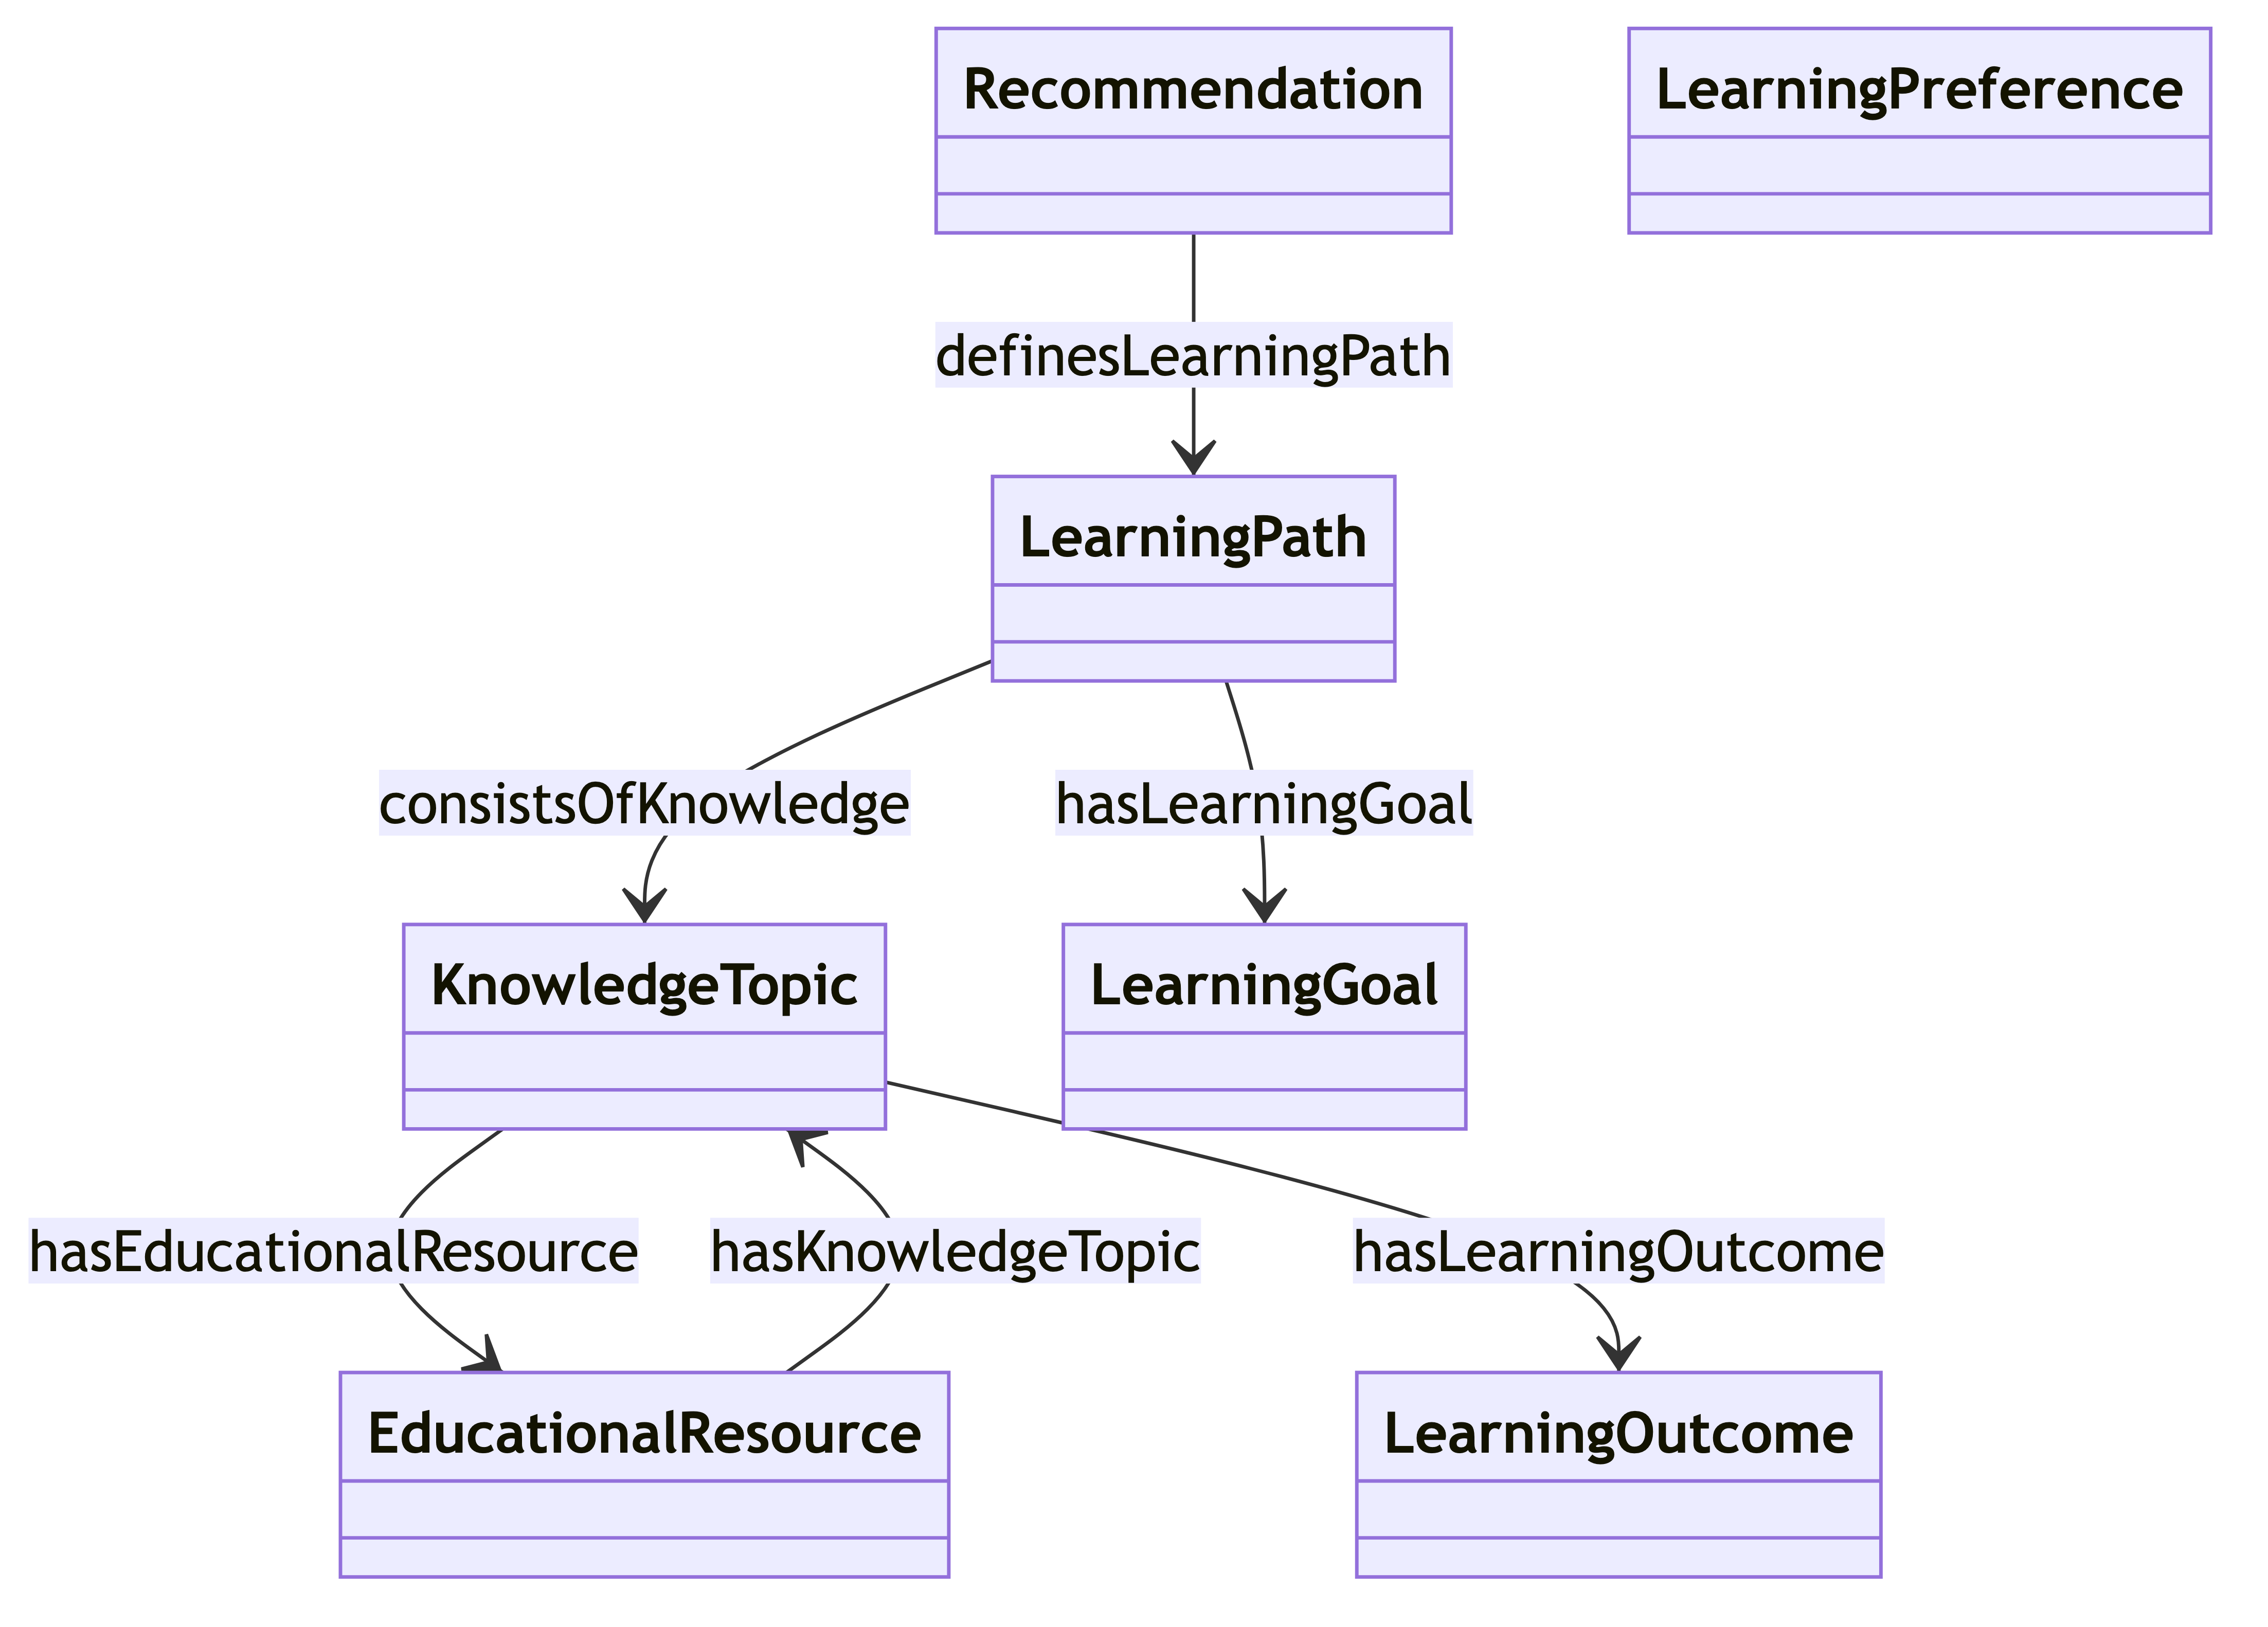 Recommendation
LearningPreference
definesLearningPath
LearningPath
consistsOfKnowledge
hasLearningGoal
KnowledgeTopic
LearningGoal
hasEducationalResource
hasKnowledgeTopic
hasLearningOutcome
EducationalResource
LearningOutcome